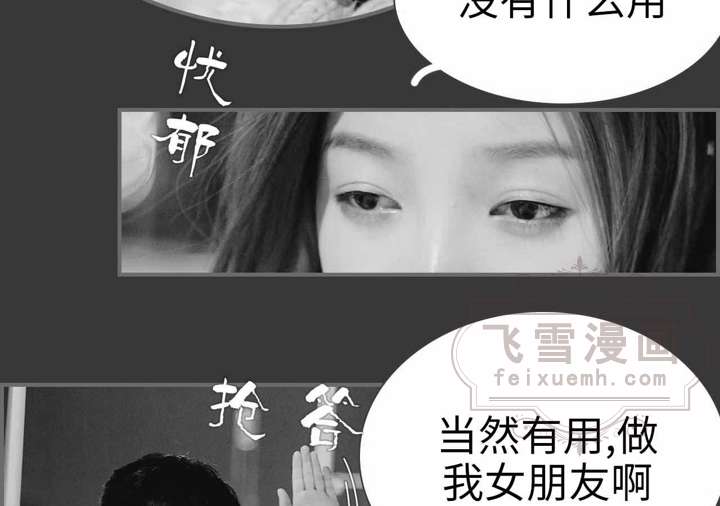 没有什么用
忧
郁
飞雪漫画
feixuemh.com
抢答
当然有用,做
我女朋友啊